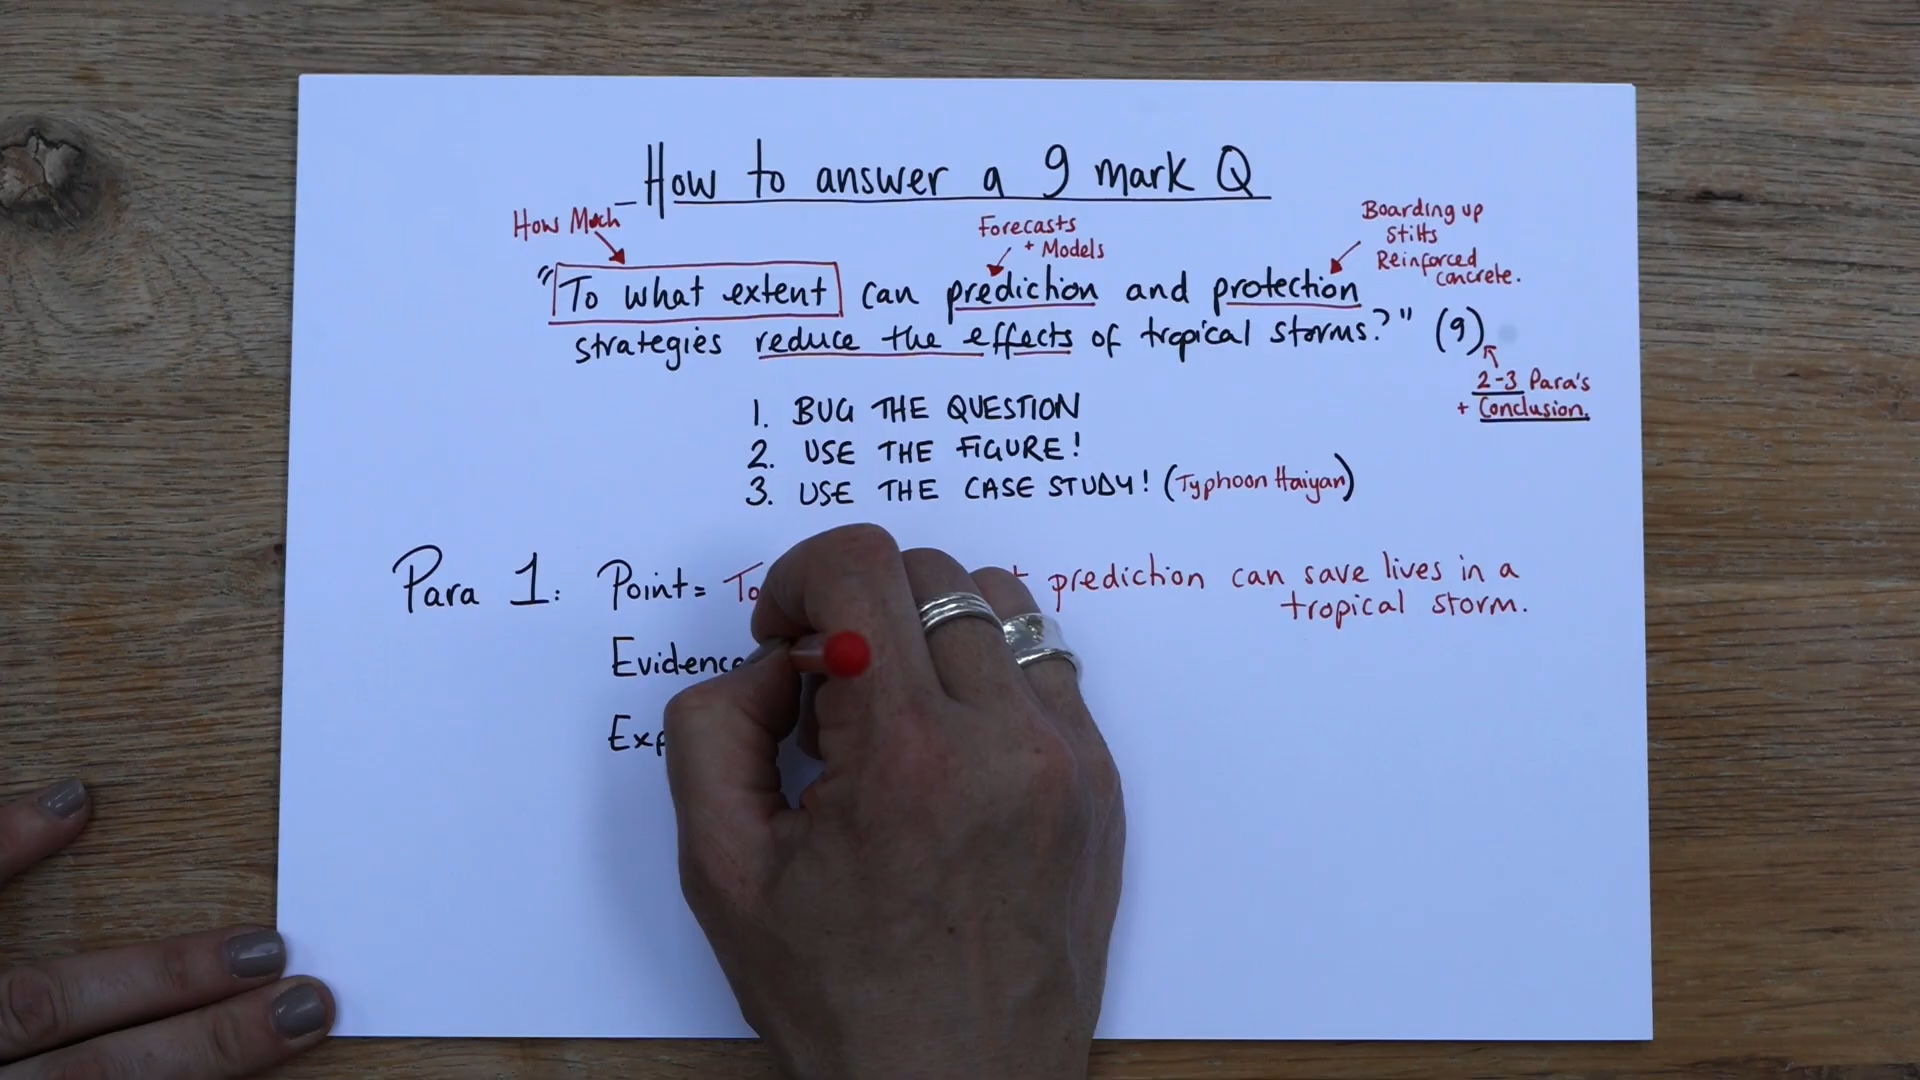 How to answer a 9 mark Q
How Much
Forecasts
+ Models
Boarding up
Stilts
Reinforced
concrete.
"To what extent can prediction and protection
strategies reduce the effects of tropical storms?" (9)
2-3 Para's
+ Conclusion.
1. BUG THE QUESTION
2. USE THE FIGURE!
3. USE THE CASE STUDY! (Typhoon Haiyan)
Para 1: Point= To prediction can save lives in a
tropical storm.
Evidence